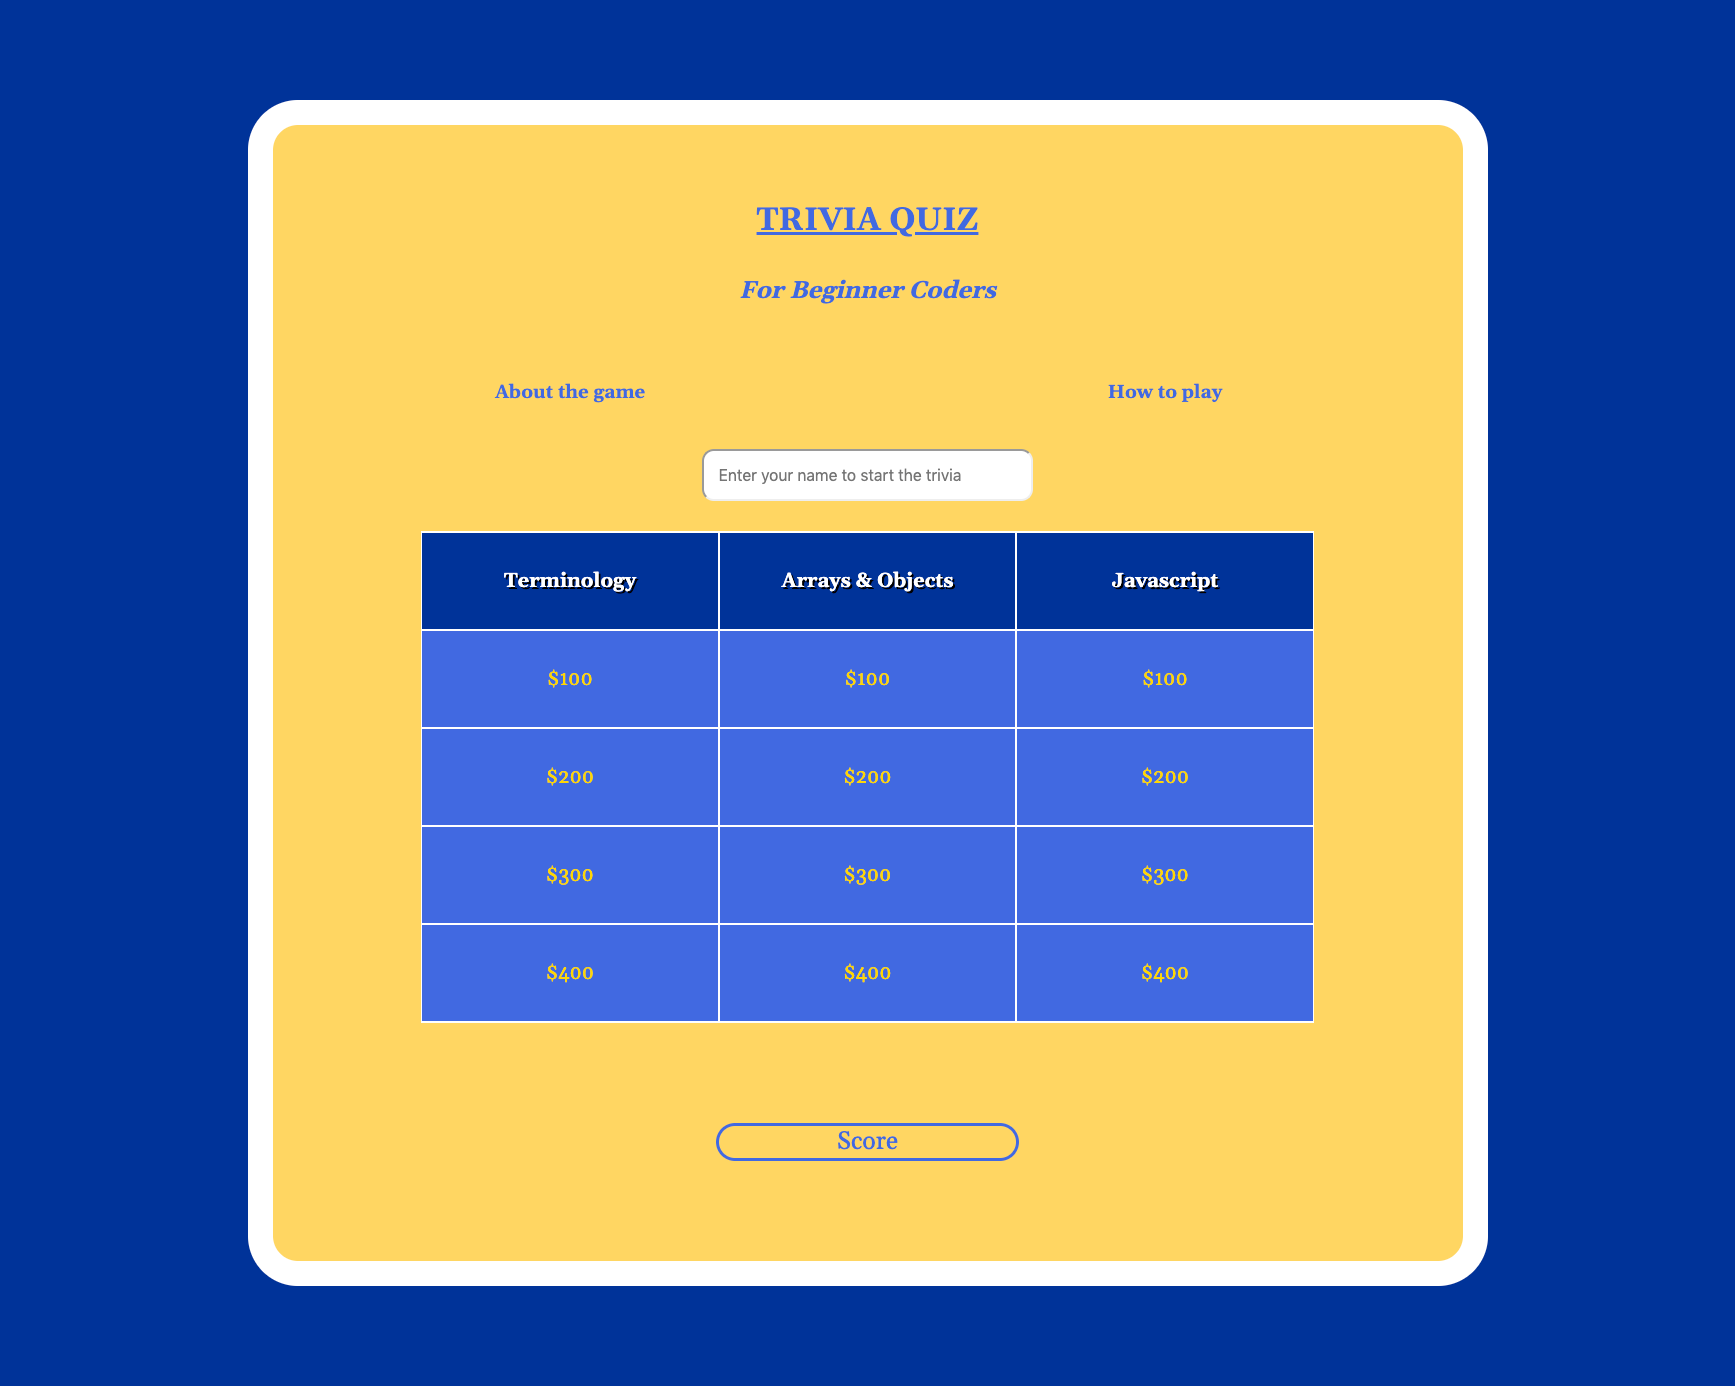 TRIVIA QUIZ
For Beginner Coders
About the game How to play
Enter your name to start the trivia
Terminology Arrays & Objects Javascript
$100 $100 $100
$200 $200 $200
$300 $300 $300
$400 $400 $400
Score